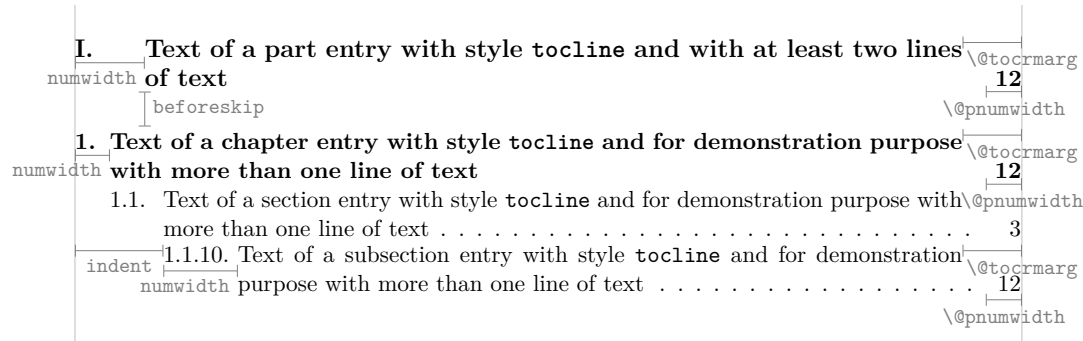 I. Text of a part entry with style tocline and with at least two lines \@tocrmarg
numwidth of text 12
beforeskip \@pnumwidth
1. Text of a chapter entry with style tocline and for demonstration purpose \@tocrmarg
numwidth with more than one line of text 12
1.1. Text of a section entry with style tocline and for demonstration purpose with \@pnumwidth
more than one line of text . . . . . . . . . . . . . . . . . . . . . . . . . . . . . . 3
indent 1.1.10. Text of a subsection entry with style tocline and for demonstration \@tocrmarg
numwidth purpose with more than one line of text . . . . . . . . . . . . . . . . . . 12
\@pnumwidth